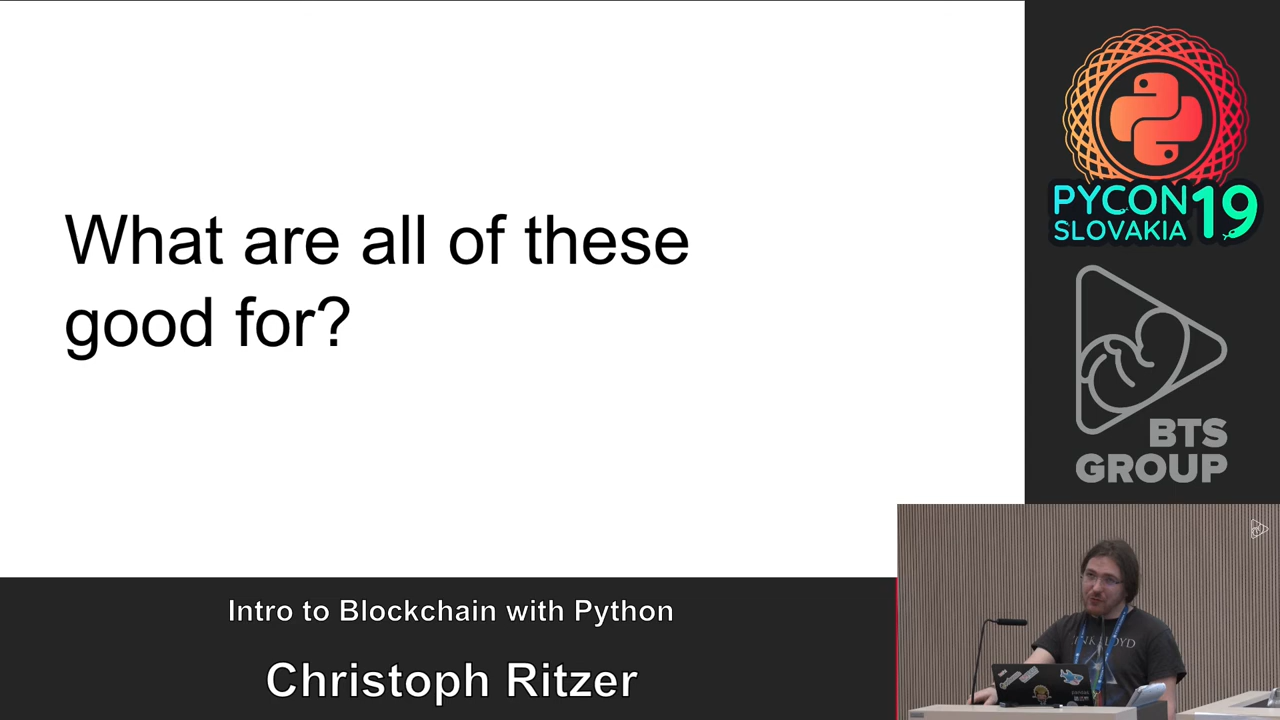 What are all of these
good for?
PYCON 19
SLOVAKIA
BTS
GROUP
Intro to Blockchain with Python
Christoph Ritzer